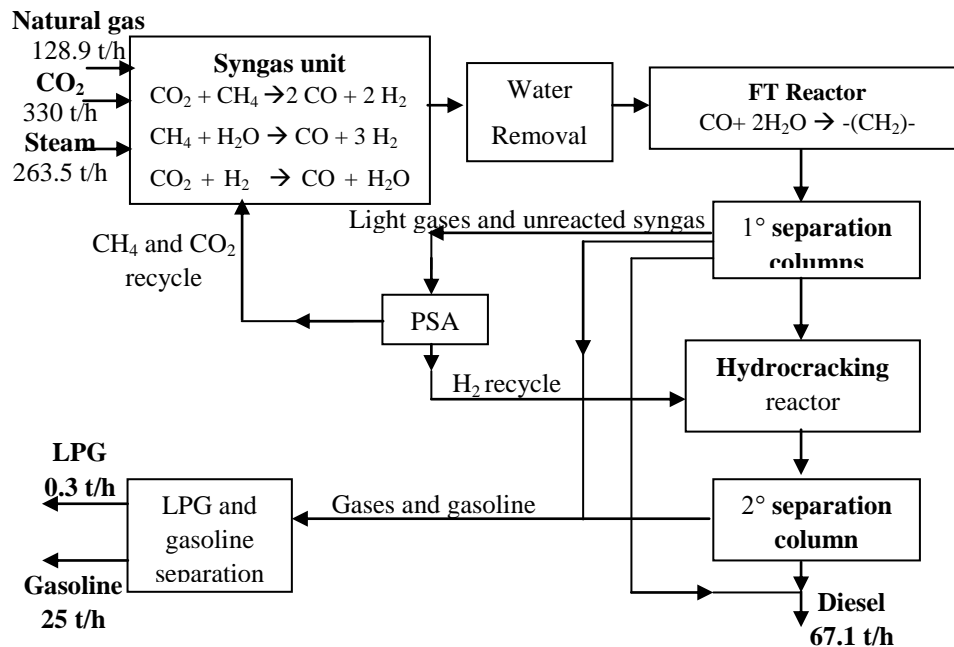 Natural gas
128.9 t/h
CO₂
330 t/h
Steam
263.5 t/h
Syngas unit
CO₂ + CH₄ →2 CO + 2 H₂
CH₄ + H₂O → CO + 3 H₂
CO₂ + H₂ → CO + H₂O
Water
Removal
FT Reactor
CO+ 2H₂O → -(CH₂)-
Light gases and unreacted syngas
1° separation
columns
CH₄ and CO₂
recycle
PSA
H₂ recycle
Hydrocracking
reactor
LPG
0.3 t/h
LPG and
gasoline
separation
Gases and gasoline
2° separation
column
Gasoline
25 t/h
Diesel
67.1 t/h